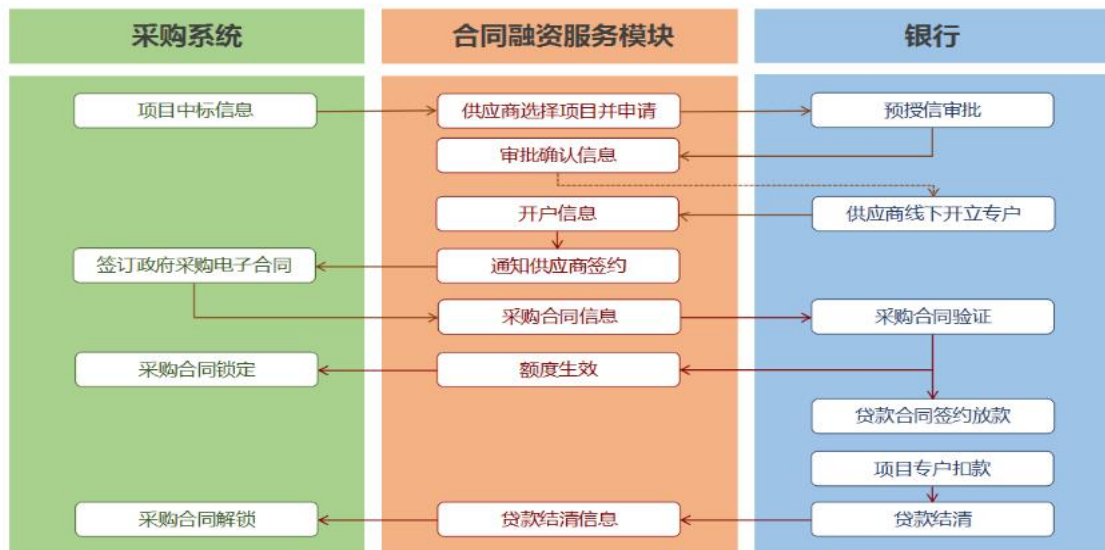 采购系统
合同融资服务模块
银行
项目中标信息
供应商选择项目并申请
预授信审批
审批确认信息
开户信息
供应商线下开立专户
签订政府采购电子合同
通知供应商签约
采购合同信息
采购合同验证
采购合同锁定
额度生效
贷款合同签约放款
项目专户扣款
采购合同解锁
贷款结清信息
贷款结清